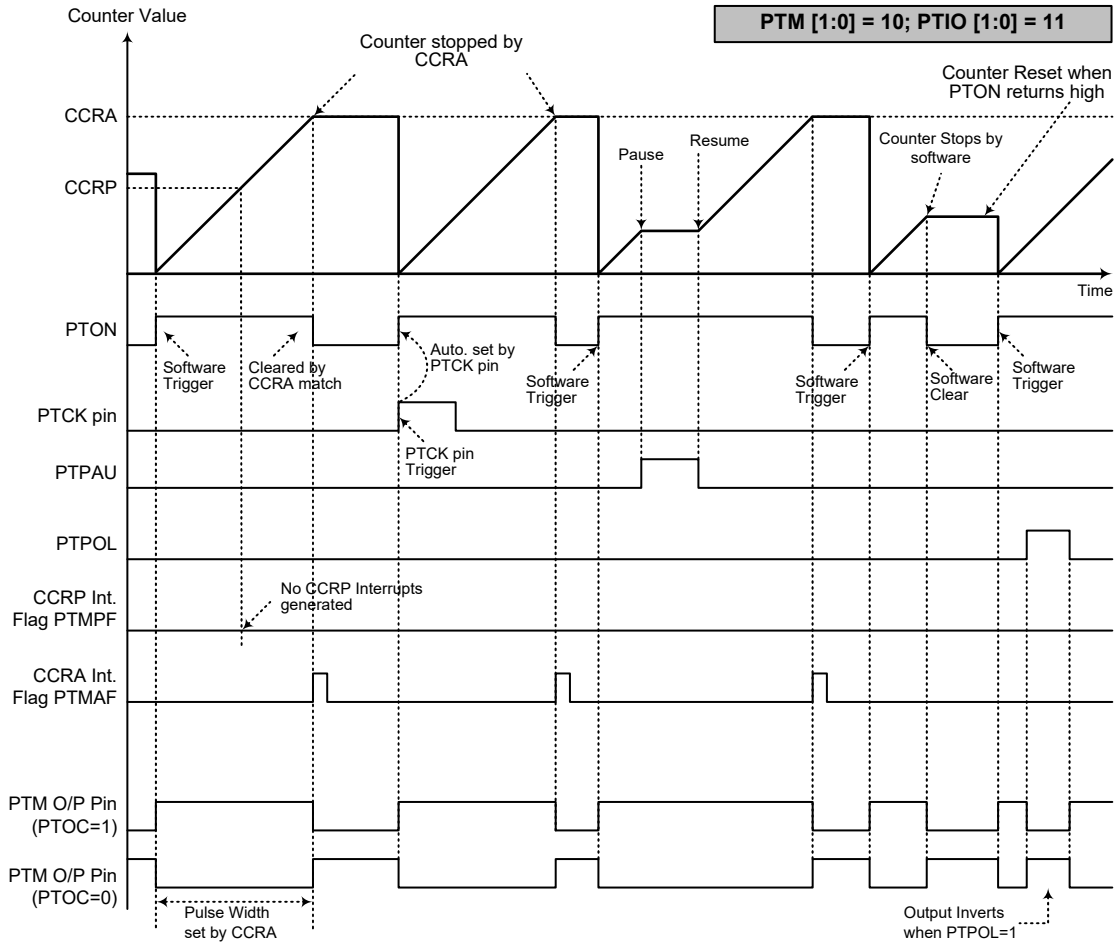 Counter Value
PTM [1:0] = 10; PTIO [1:0] = 11
Counter stopped by
CCRA
Counter Reset when
PTON returns high
CCRA
Pause
Resume
Counter Stops by
software
CCRP
Time
PTON
Software
Trigger
Cleared by
CCRA match
Auto. set by
PTCK pin
Software
Trigger
Software
Trigger
Software
Clear
Software
Trigger
PTCK pin
PTCK pin
Trigger
PTPAU
PTPOL
CCRP Int.
Flag PTMPF
No CCRP Interrupts
generated
CCRA Int.
Flag PTMAF
PTM O/P Pin
(PTOC=1)
PTM O/P Pin
(PTOC=0)
Pulse Width
set by CCRA
Output Inverts
when PTPOL=1